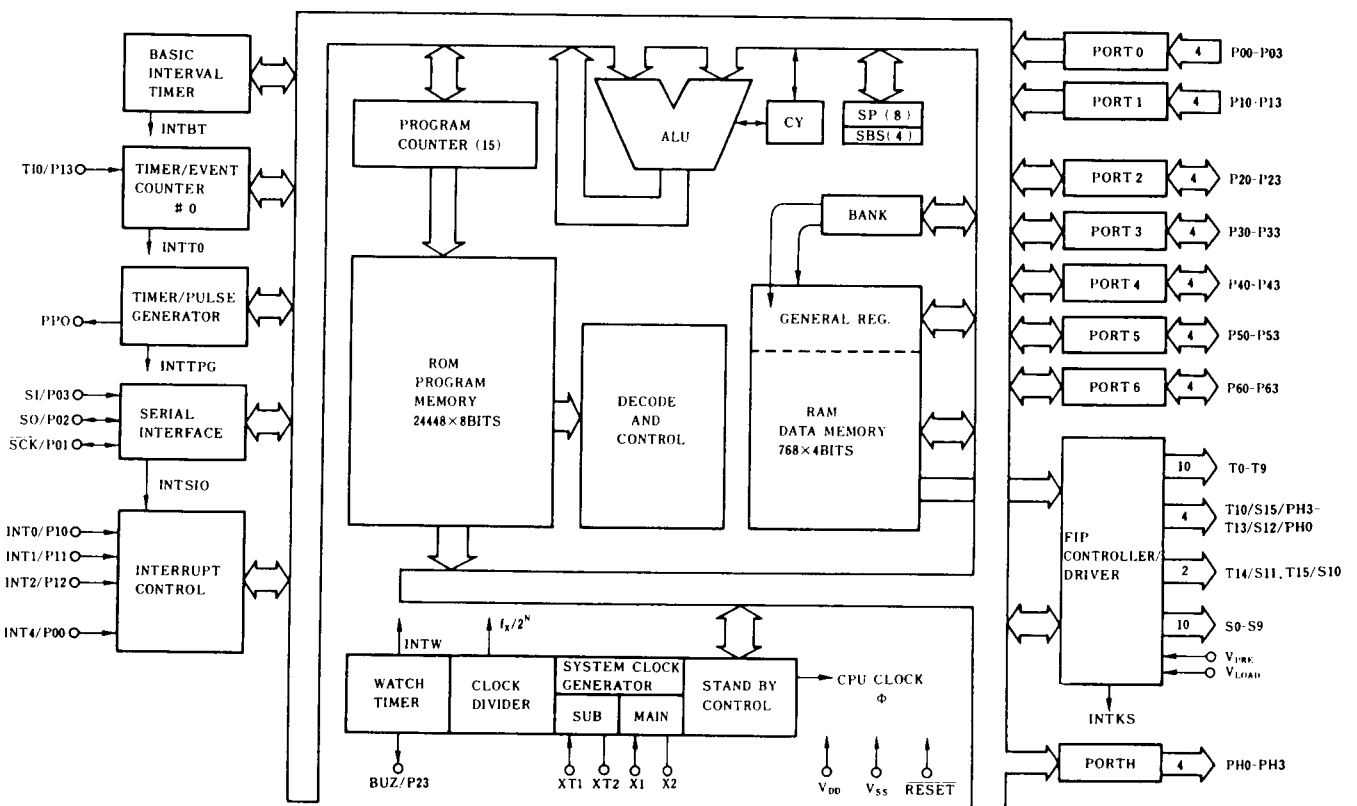 BASIC
INTERVAL
TIMER
INTBT
TI0/P13
TIMER/EVENT
COUNTER
#0
INTT0
TIMER/PULSE
GENERATOR
PPO
INTTPG
SI/P03
SO/P02
SCK/P01
SERIAL
INTERFACE
INTSIO
INT0/P10
INT1/P11
INT2/P12
INT4/P00
INTERRUPT
CONTROL
PROGRAM
COUNTER (15)
ALU
CY
SP (8)
SBS(4)
BANK
ROM
PROGRAM
MEMORY
24448×8BITS
DECODE
AND
CONTROL
GENERAL REG.
RAM
DATA MEMORY
768×4BITS
INTW
fX/2N
WATCH
TIMER
CLOCK
DIVIDER
SYSTEM CLOCK
GENERATOR
SUB
MAIN
STAND BY
CONTROL
CPU CLOCK
Φ
BUZ/P23
XT1
XT2
X1
X2
VDD
VSS
RESET
PORT 0
4
P00-P03
PORT 1
4
P10-P13
PORT 2
4
P20-P23
PORT 3
4
P30-P33
PORT 4
4
P40-P43
PORT 5
4
P50-P53
PORT 6
4
P60-P63
FIP
CONTROLLER/
DRIVER
10
T0-T9
4
T10/S15/PH3-
T13/S12/PH0
2
T14/S11, T15/S10
10
S0-S9
VPRE
VLOAD
INTKS
PORTH
4
PH0-PH3